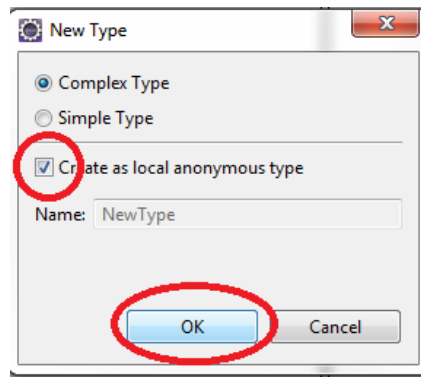 New Type
Complex Type
Simple Type
Create as local anonymous type
Name: NewType
OK Cancel